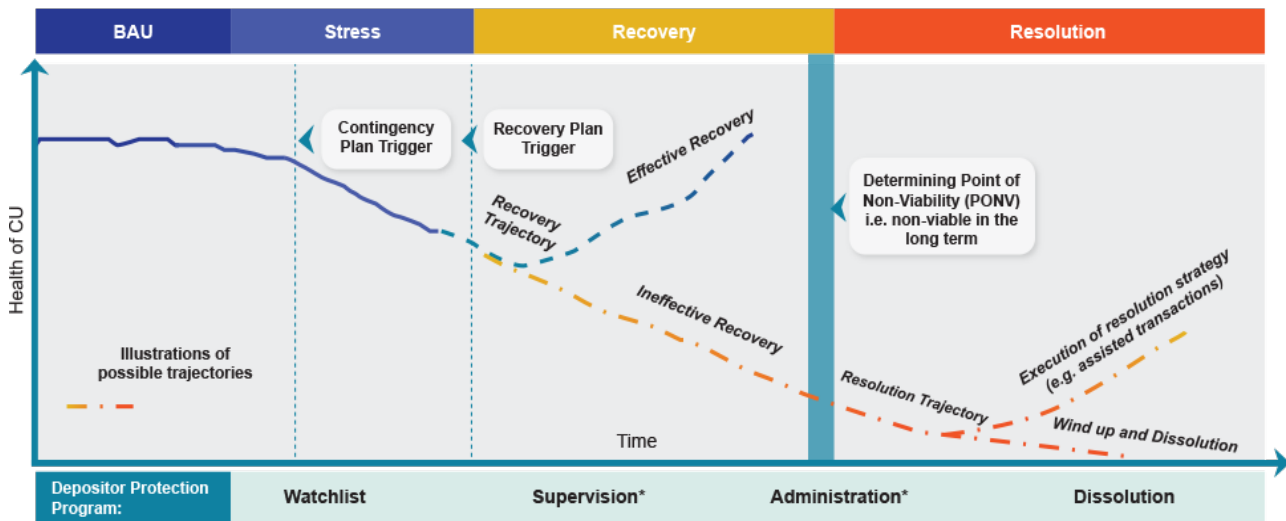 BAU
Stress
Recovery
Resolution
Health of CU
Contingency
Plan Trigger
Recovery Plan
Trigger
Effective Recovery
Recovery
Trajectory
Determining Point of
Non-Viability (PONV)
i.e. non-viable in the
long term
Ineffective Recovery
Illustrations of
possible trajectories
Execution of resolution strategy
(e.g. assisted transactions)
Resolution Trajectory
Wind up and Dissolution
Time
Depositor Protection
Program:
Watchlist
Supervision*
Administration*
Dissolution